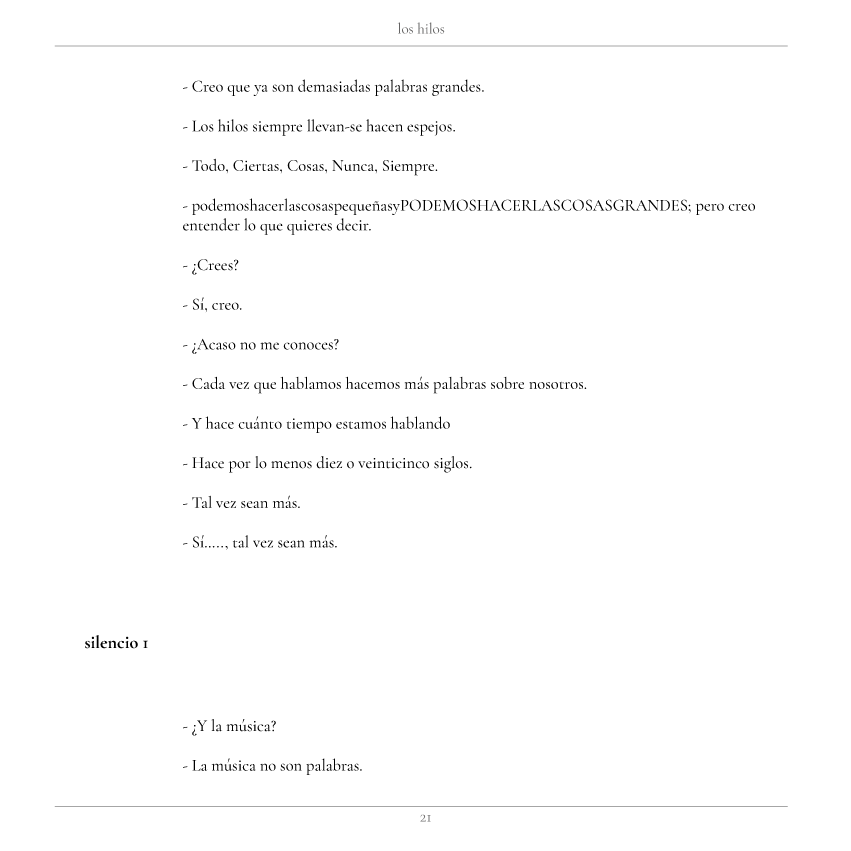 los hilos
- Creo que ya son demasiadas palabras grandes.
- Los hilos siempre llevan-se hacen espejos.
- Todo, Ciertas, Cosas, Nunca, Siempre.
- podemoshacerlascosaspequeñasyPODEMOSHACERLASCOSASGRANDES; pero creo
entender lo que quieres decir.
- ¿Crees?
- Sí, creo.
- ¿Acaso no me conoces?
- Cada vez que hablamos hacemos más palabras sobre nosotros.
- Y hace cuánto tiempo estamos hablando
- Hace por lo menos diez o veinticinco siglos.
- Tal vez sean más.
- Sí....., tal vez sean más.
silencio 1
- ¿Y la música?
- La música no son palabras.
21